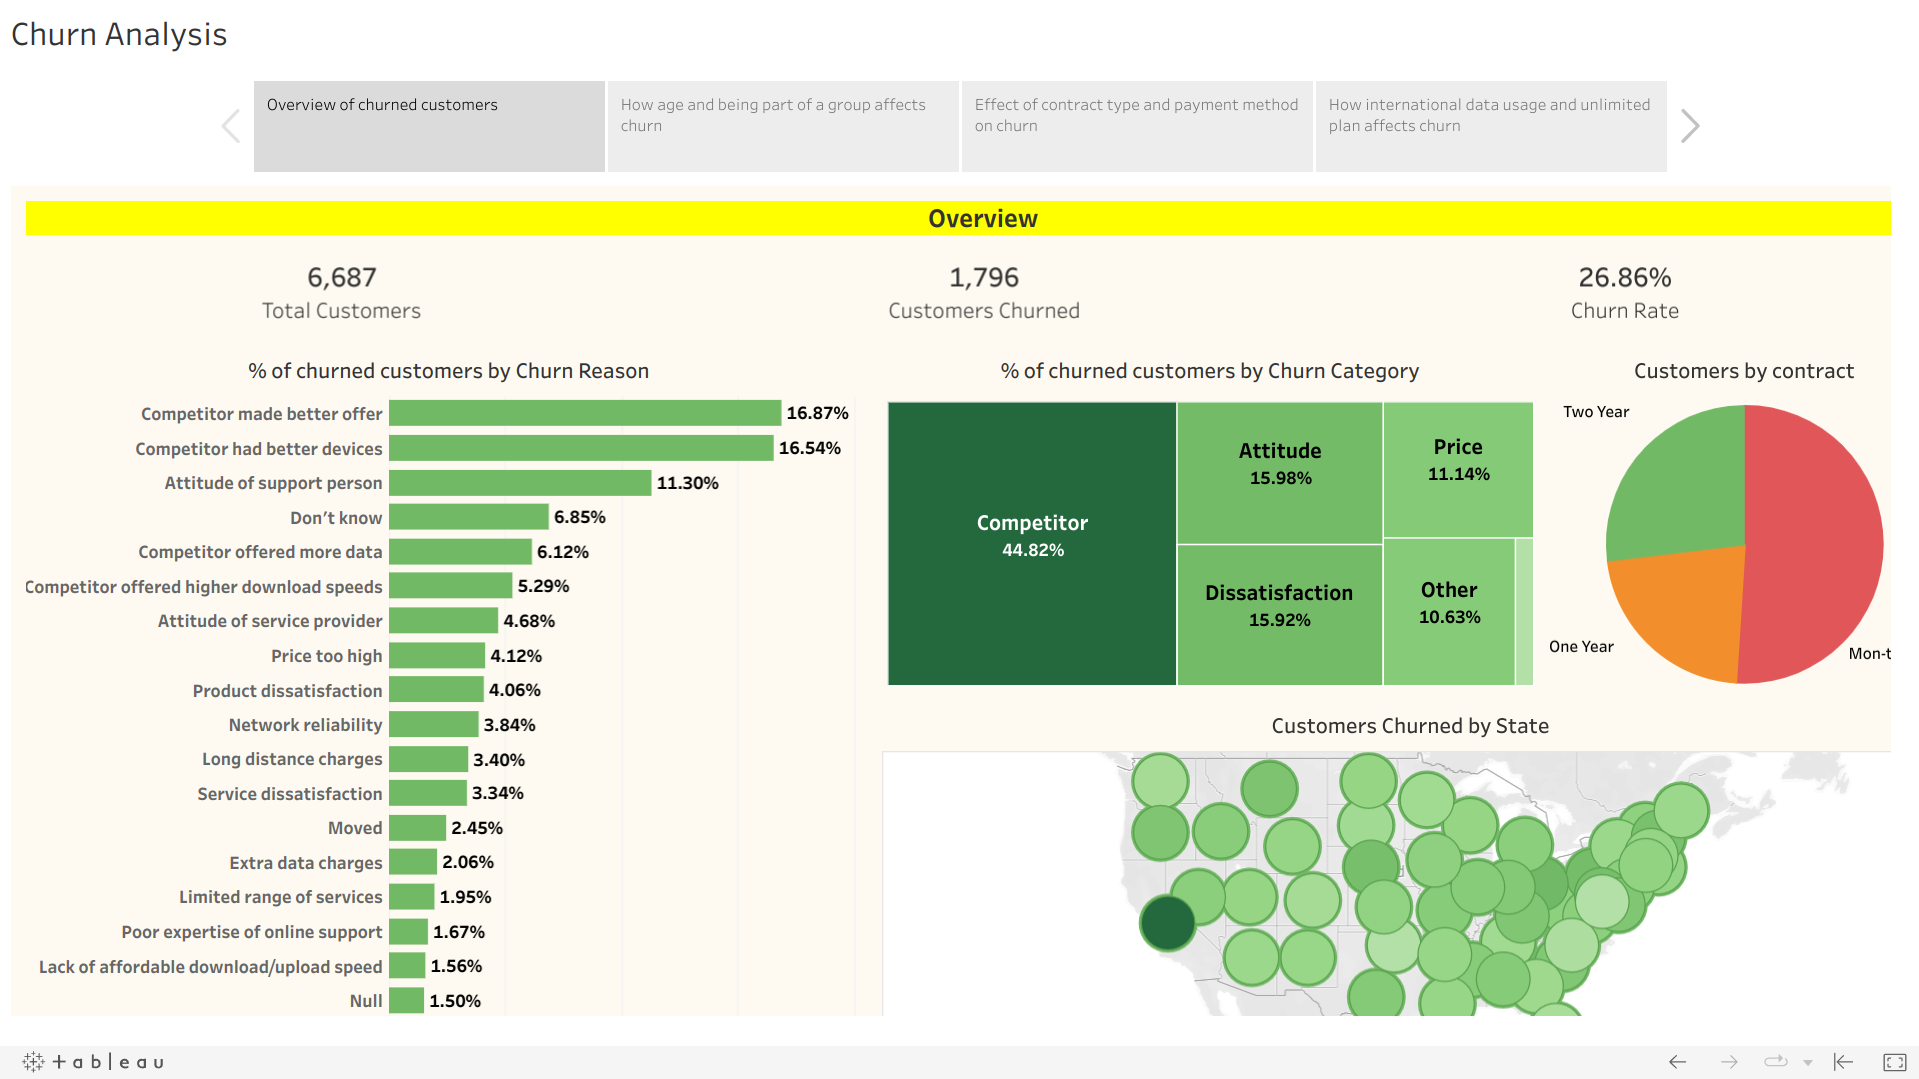 Churn Analysis
Overview of churned customers
How age and being part of a group affects
churn
Effect of contract type and payment method
on churn
How international data usage and unlimited
plan affects churn
Overview
6,687
Total Customers
1,796
Customers Churned
26.86%
Churn Rate
% of churned customers by Churn Reason
Competitor made better offer 16.87%
Competitor had better devices 16.54%
Attitude of support person 11.30%
Don't know 6.85%
Competitor offered more data 6.12%
Competitor offered higher download speeds 5.29%
Attitude of service provider 4.68%
Price too high 4.12%
Product dissatisfaction 4.06%
Network reliability 3.84%
Long distance charges 3.40%
Service dissatisfaction 3.34%
Moved 2.45%
Extra data charges 2.06%
Limited range of services 1.95%
Poor expertise of online support 1.67%
Lack of affordable download/upload speed 1.56%
Null 1.50%
% of churned customers by Churn Category
Competitor
44.82%
Attitude
15.98%
Price
11.14%
Dissatisfaction
15.92%
Other
10.63%
Customers by contract
Two Year
One Year
Mon-t
Customers Churned by State
+ableau